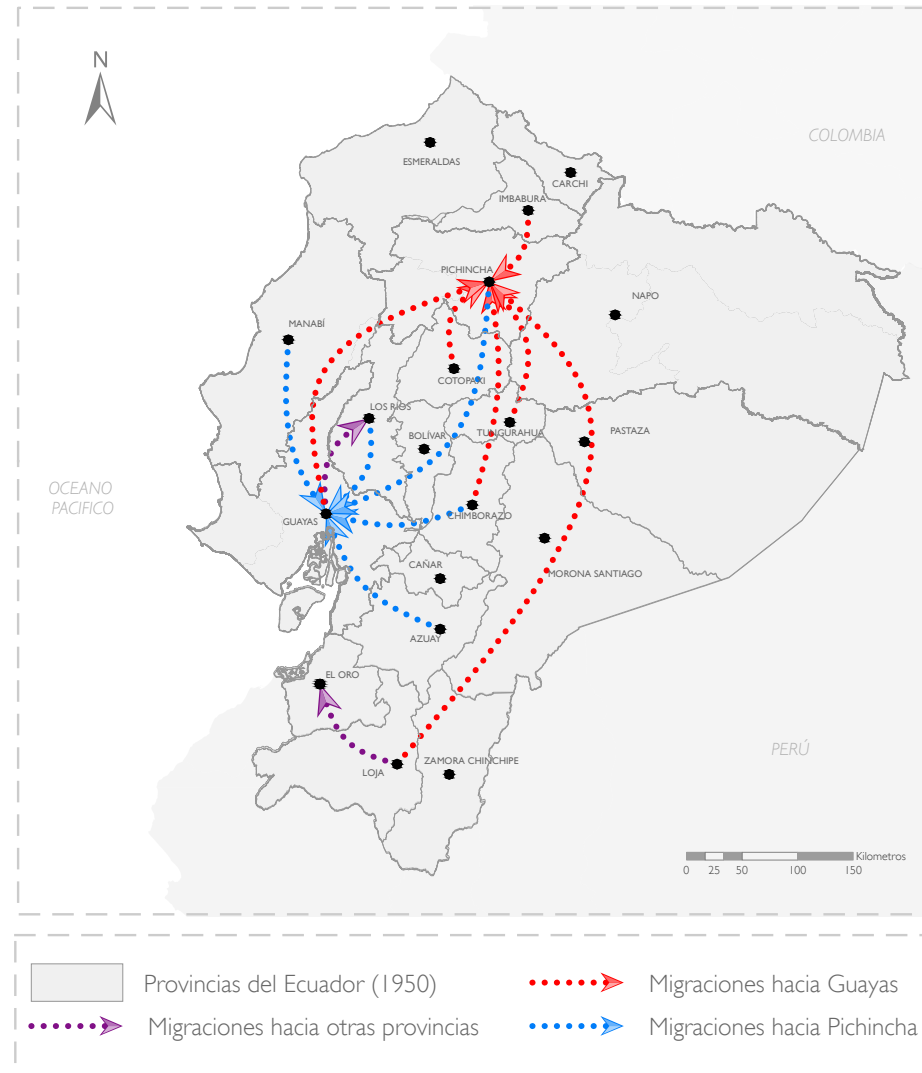 N
COLOMBIA
ESMERALDAS
CARCHI
IMBABURA
PICHINCHA
NAPO
MANABÍ
COTOPAXI
LOS RIOS
BOLÍVAR
TUNGURAHUA
PASTAZA
OCEANO
PACIFICO
GUAYAS
CHIMBORAZO
CAÑAR
MORONA SANTIAGO
AZUAY
EL ORO
PERÚ
LOJA
ZAMORA CHINCHIPE
Kilometros
0 25 50 100 150
Provincias del Ecuador (1950)
Migraciones hacia Guayas
Migraciones hacia otras provincias
Migraciones hacia Pichincha